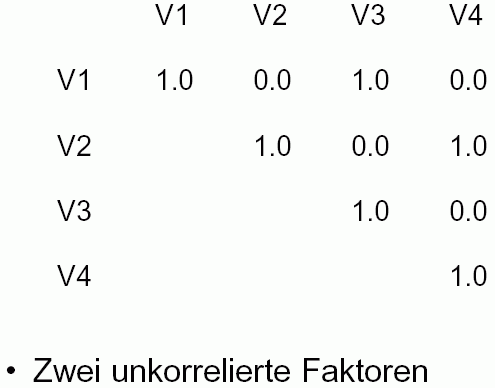 V1 V2 V3 V4
V1 1.0 0.0 1.0 0.0
V2 1.0 0.0 1.0
V3 1.0 0.0
V4 1.0
• Zwei unkorrelierte Faktoren